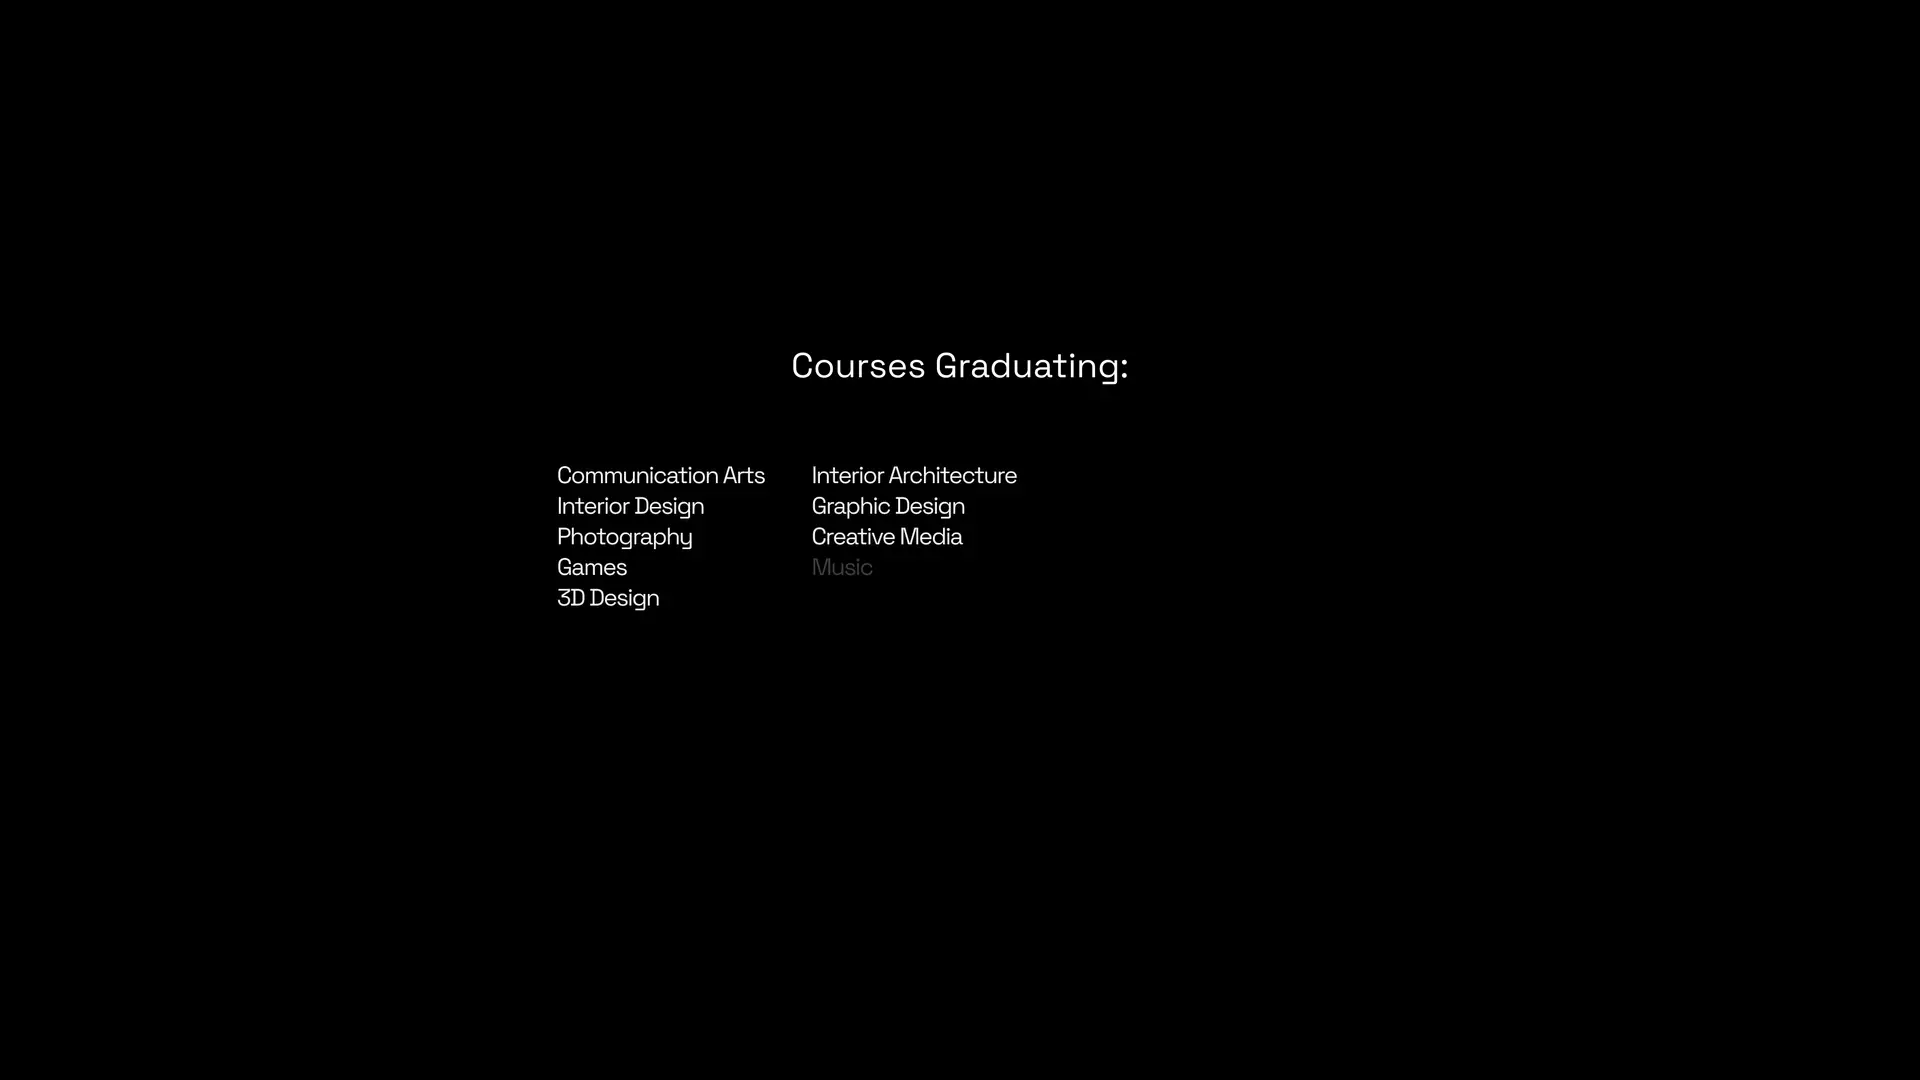 Courses Graduating:
Communication Arts
Interior Design
Photography
Games
3D Design
Interior Architecture
Graphic Design
Creative Media
Music